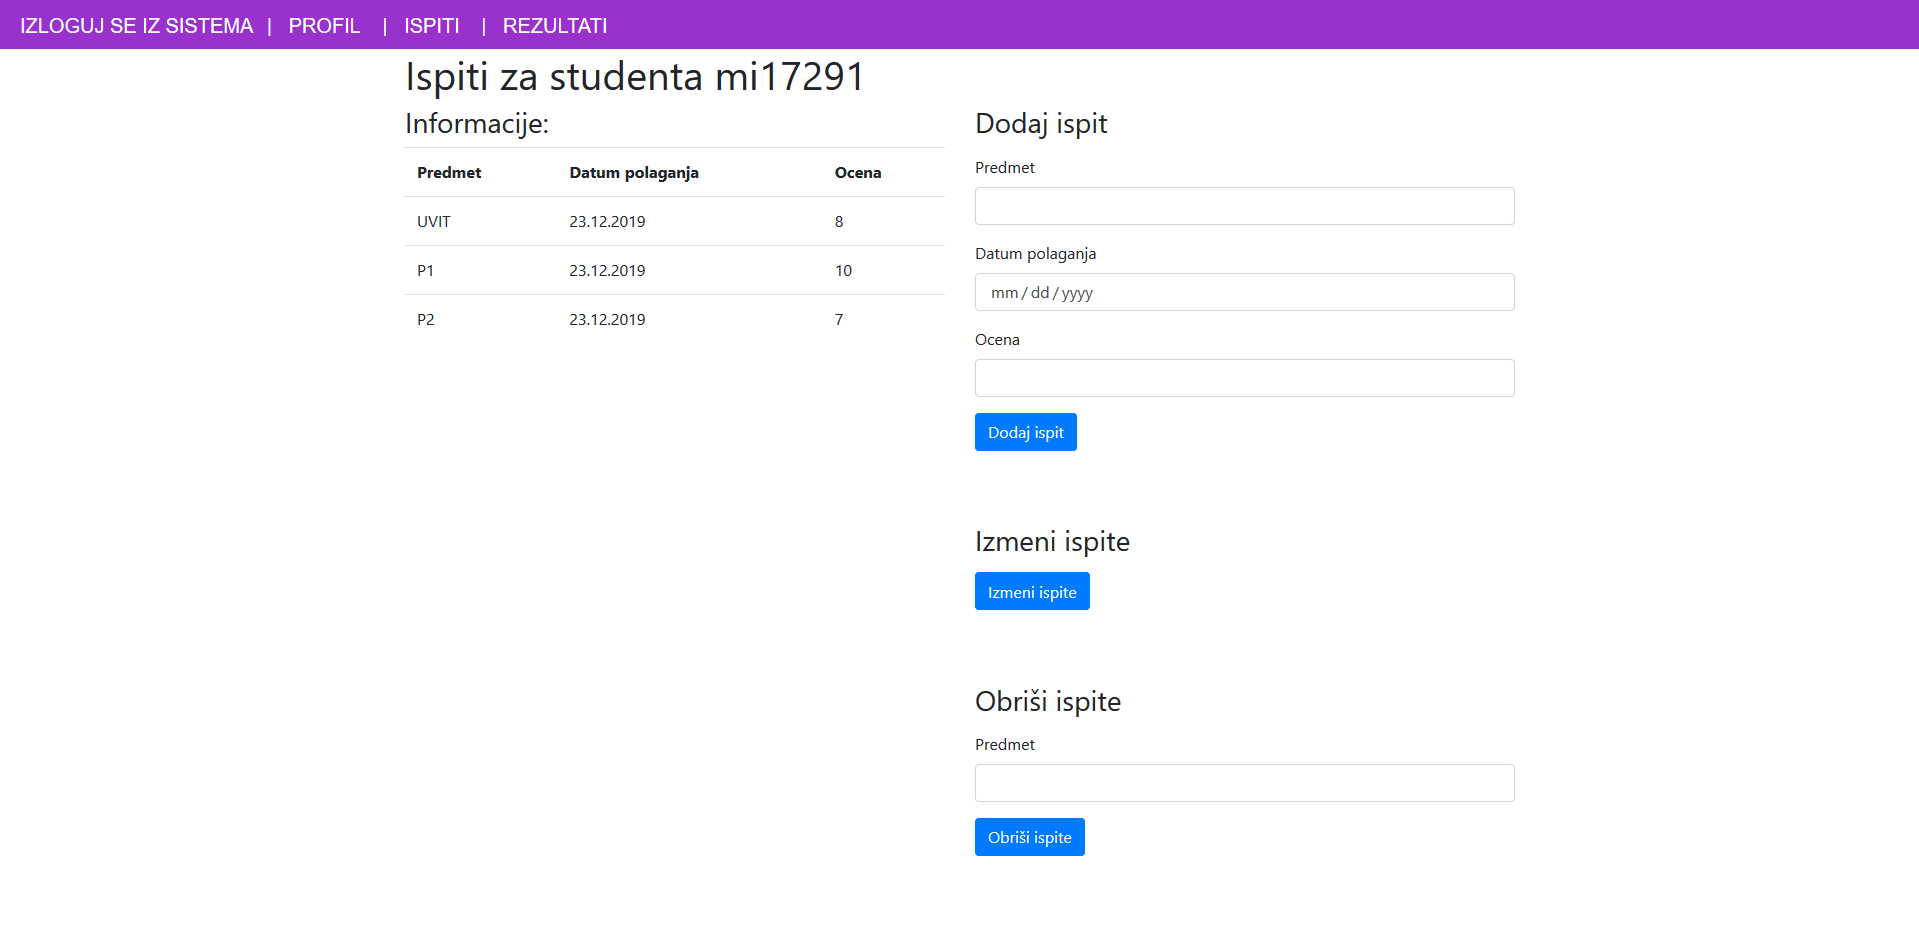 IZLOGUJ SE IZ SISTEMA | PROFIL | ISPITI | REZULTATI
Ispiti za studenta mi17291
Informacije:
Predmet Datum polaganja Ocena
UVIT 23.12.2019 8
P1 23.12.2019 10
P2 23.12.2019 7
Dodaj ispit
Predmet
Datum polaganja
mm/dd/yyyy
Ocena
Dodaj ispit
Izmeni ispite
Izmeni ispite
Obriši ispite
Predmet
Obriši ispite